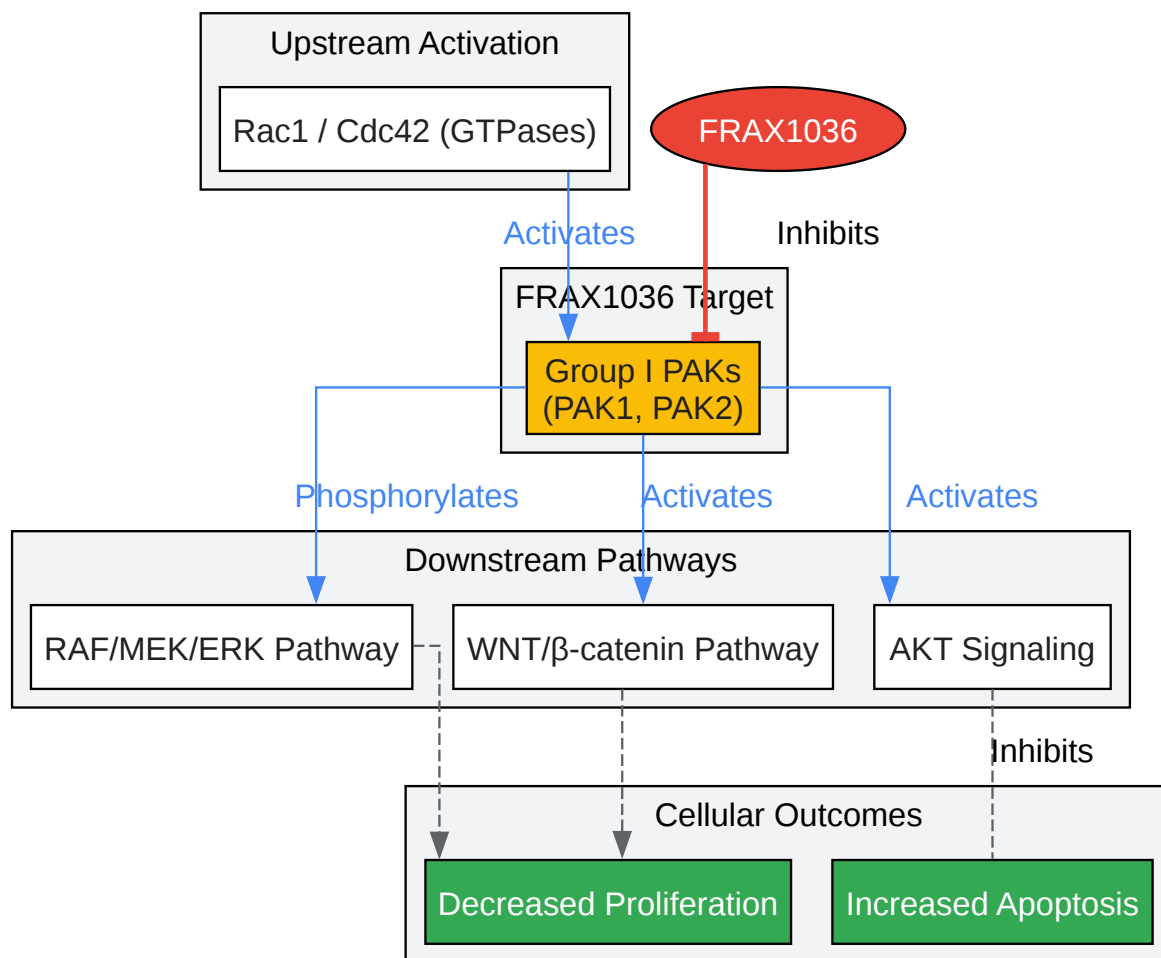 Upstream Activation
Rac1 / Cdc42 (GTPases)
FRAX1036
Activates
Inhibits
FRAX1036 Target
Group I PAKs
(PAK1, PAK2)
Phosphorylates
Activates
Activates
Downstream Pathways
RAF/MEK/ERK Pathway
WNT/β-catenin Pathway
AKT Signaling
Inhibits
Cellular Outcomes
Decreased Proliferation
Increased Apoptosis